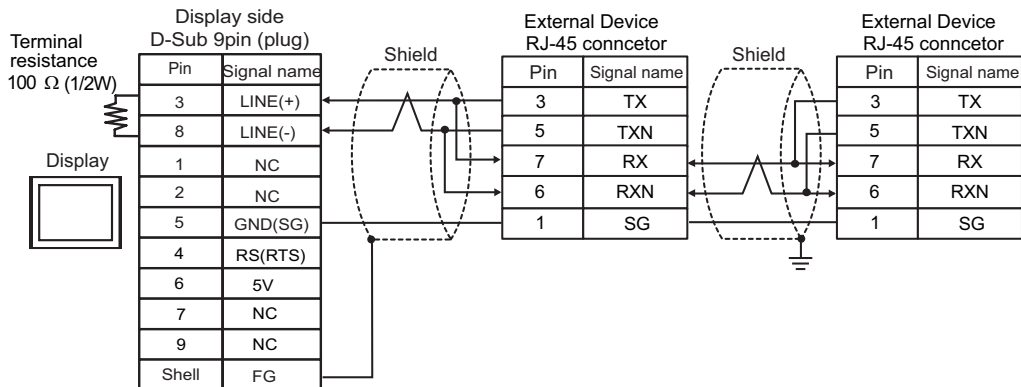 Display side
D-Sub 9pin (plug)
Terminal
resistance
100 Ω (1/2W)
Display
Pin Signal name
3 LINE(+)
8 LINE(-)
1 NC
2 NC
5 GND(SG)
4 RS(RTS)
6 5V
7 NC
9 NC
Shell FG
Shield
External Device
RJ-45 conncetor
Pin Signal name
3 TX
5 TXN
7 RX
6 RXN
1 SG
Shield
External Device
RJ-45 conncetor
Pin Signal name
3 TX
5 TXN
7 RX
6 RXN
1 SG